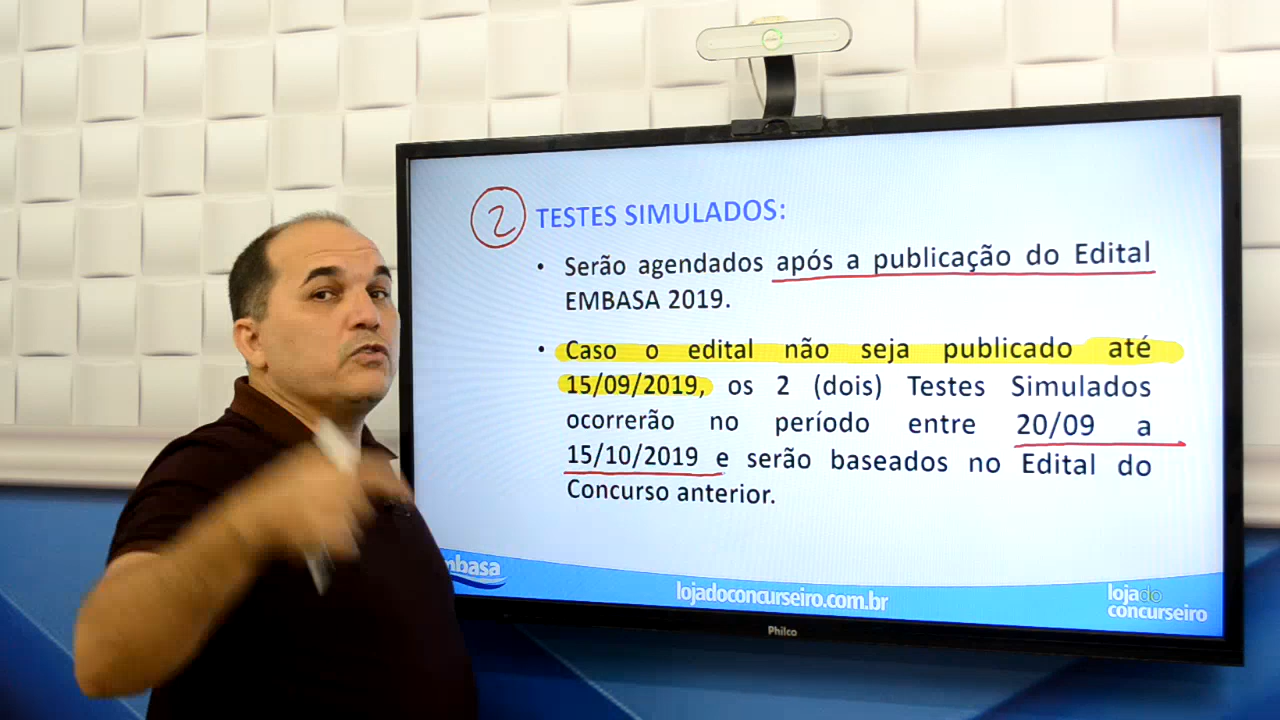 2 TESTES SIMULADOS:
• Serão agendados após a publicação do Edital
EMBASA 2019.
• Caso o edital não seja publicado até
15/09/2019, os 2 (dois) Testes Simulados
ocorrerão no período entre 20/09 a
15/10/2019 e serão baseados no Edital do
Concurso anterior.
mbasa
lojadoconcurseiro.com.br
lojado
concurseiro
Philco